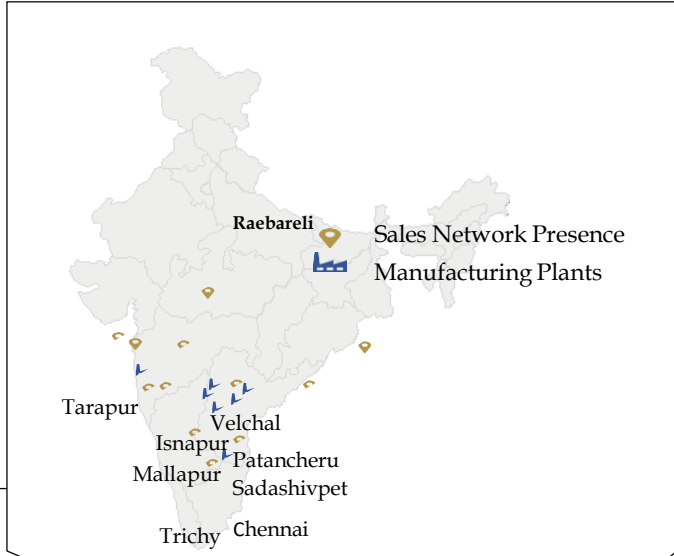 Raebareli
Sales Network Presence
Manufacturing Plants
Tarapur
Velchal
Isnapur
Patancheru
Mallapur
Sadashivpet
Chennai
Trichy